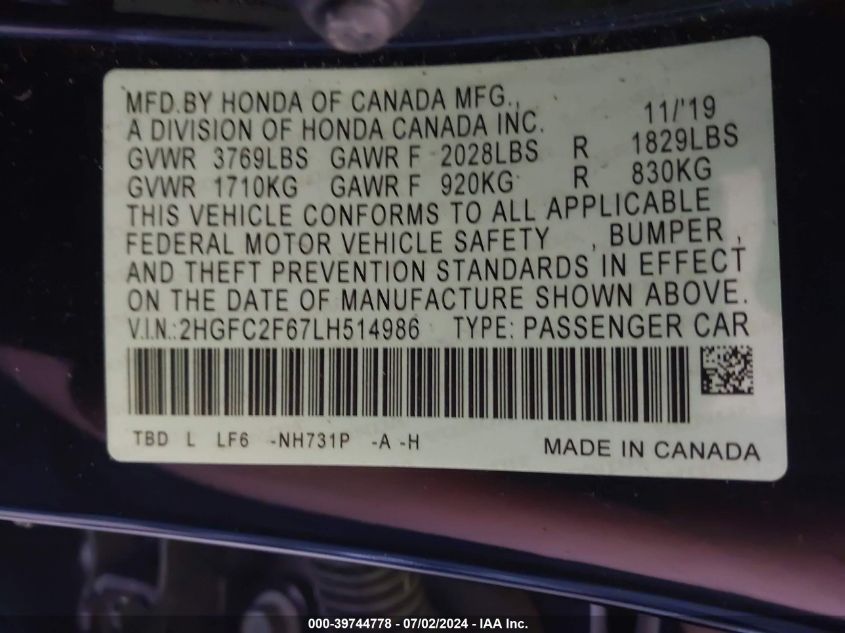 MFD.BY HONDA OF CANADA MFG., 11/'19
A DIVISION OF HONDA CANADA INC.
GVWR 3769LBS GAWR F 2028LBS R 1829LBS
GVWR 1710KG GAWR F 920KG R 830KG
THIS VEHICLE CONFORMS TO ALL APPLICABLE
FEDERAL MOTOR VEHICLE SAFETY , BUMPER ,
AND THEFT PREVENTION STANDARDS IN EFFECT
ON THE DATE OF MANUFACTURE SHOWN ABOVE.
V.I.N.:2HGFC2F67LH514986 TYPE: PASSENGER CAR
TBD L LF6 -NH731P -A -H MADE IN CANADA
000-39744778 - 07/02/2024 - IAA Inc.